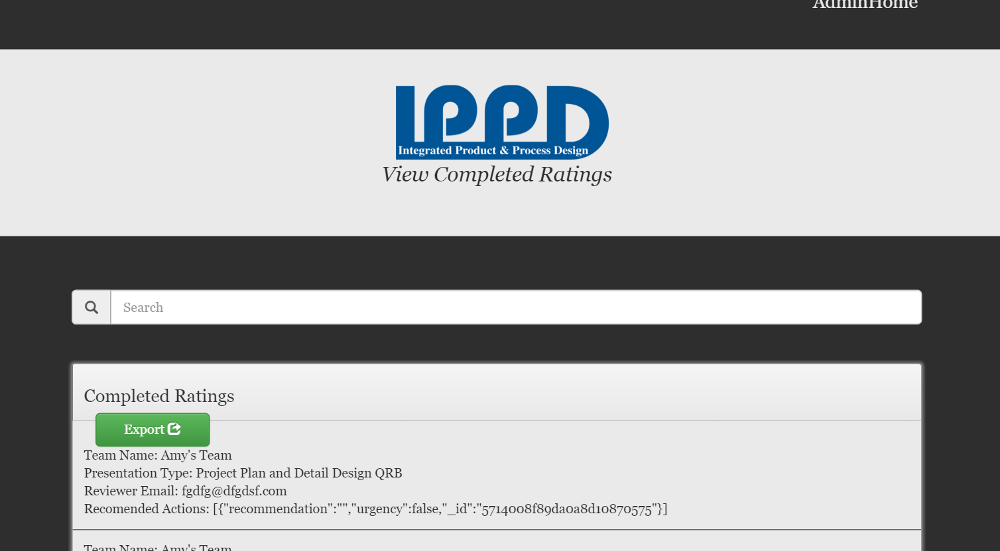 AdminHome
IPPD
Integrated Product & Process Design
View Completed Ratings
Search
Completed Ratings
Export
Team Name: Amy's Team
Presentation Type: Project Plan and Detail Design QRB
Reviewer Email: fgdfg@dfgdsf.com
Recomended Actions: [{"recommendation":"","urgency":false,"_id":"5714008f89da0a8d10870575"}]
Team Name: Amy's Team